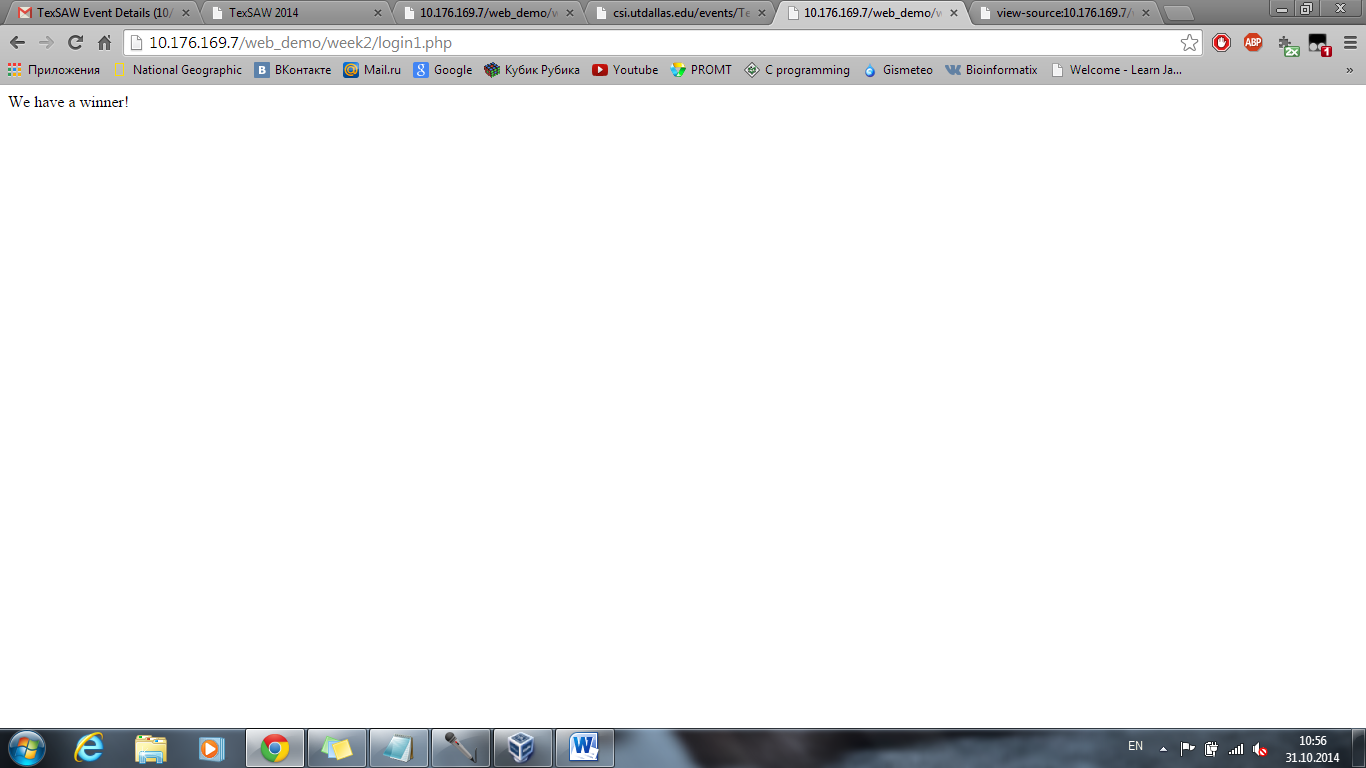 TexSAW Event Details (10/
TexSAW 2014
10.176.169.7/web_demo/w
csi.utdallas.edu/events/Te
10.176.169.7/web_demo/w
view-source:10.176.169.7/
10.176.169.7/web_demo/week2/login1.php
ABP
2x
1
Приложения
National Geographic
ВКонтакте
Mail.ru
Google
Кубик Рубика
Youtube
PROMT
C programming
Gismeteo
Bioinformatix
Welcome - Learn Ja...
»
We have a winner!
EN
10:56
31.10.2014